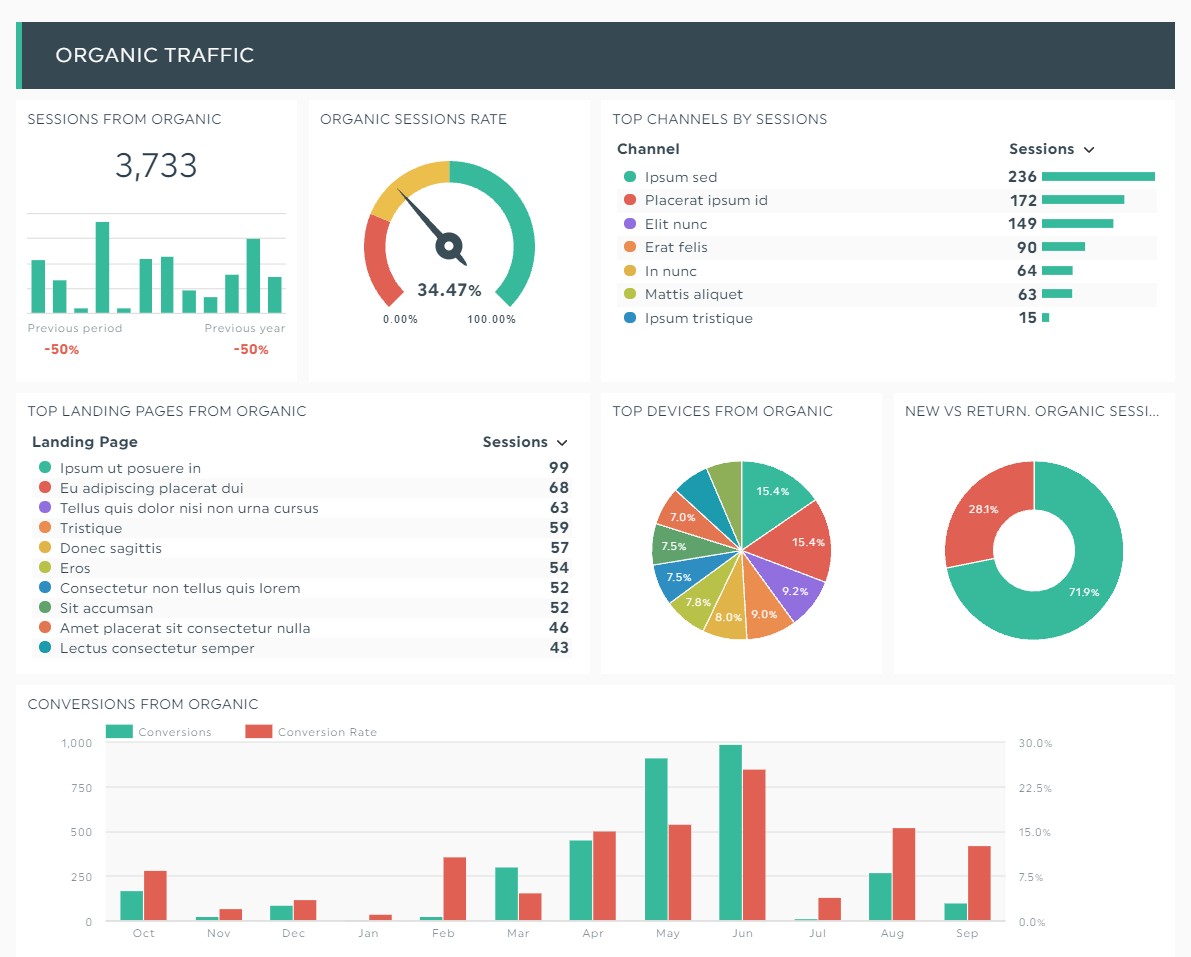 ORGANIC TRAFFIC
SESSIONS FROM ORGANIC
3,733
Previous period Previous year
-50% -50%
ORGANIC SESSIONS RATE
34.47%
0.00% 100.00%
TOP CHANNELS BY SESSIONS
Channel Sessions
Ipsum sed 236
Placerat ipsum id 172
Elit nunc 149
Erat felis 90
In nunc 64
Mattis aliquet 63
Ipsum tristique 15
TOP LANDING PAGES FROM ORGANIC
Landing Page Sessions
Ipsum ut posuere in 99
Eu adipiscing placerat dui 68
Tellus quis dolor nisi non urna cursus 63
Tristique 59
Donec sagittis 57
Eros 54
Consectetur non tellus quis lorem 52
Sit accumsan 52
Amet placerat sit consectetur nulla 46
Lectus consectetur semper 43
TOP DEVICES FROM ORGANIC
15.4%
15.4%
9.2%
9.0%
8.0%
7.8%
7.5%
7.5%
7.0%
NEW VS RETURN. ORGANIC SESSI...
28.1%
71.9%
CONVERSIONS FROM ORGANIC
Conversions Conversion Rate
1,000 30.0%
750 22.5%
500 15.0%
250 7.5%
0 0.0%
Oct Nov Dec Jan Feb Mar Apr May Jun Jul Aug Sep